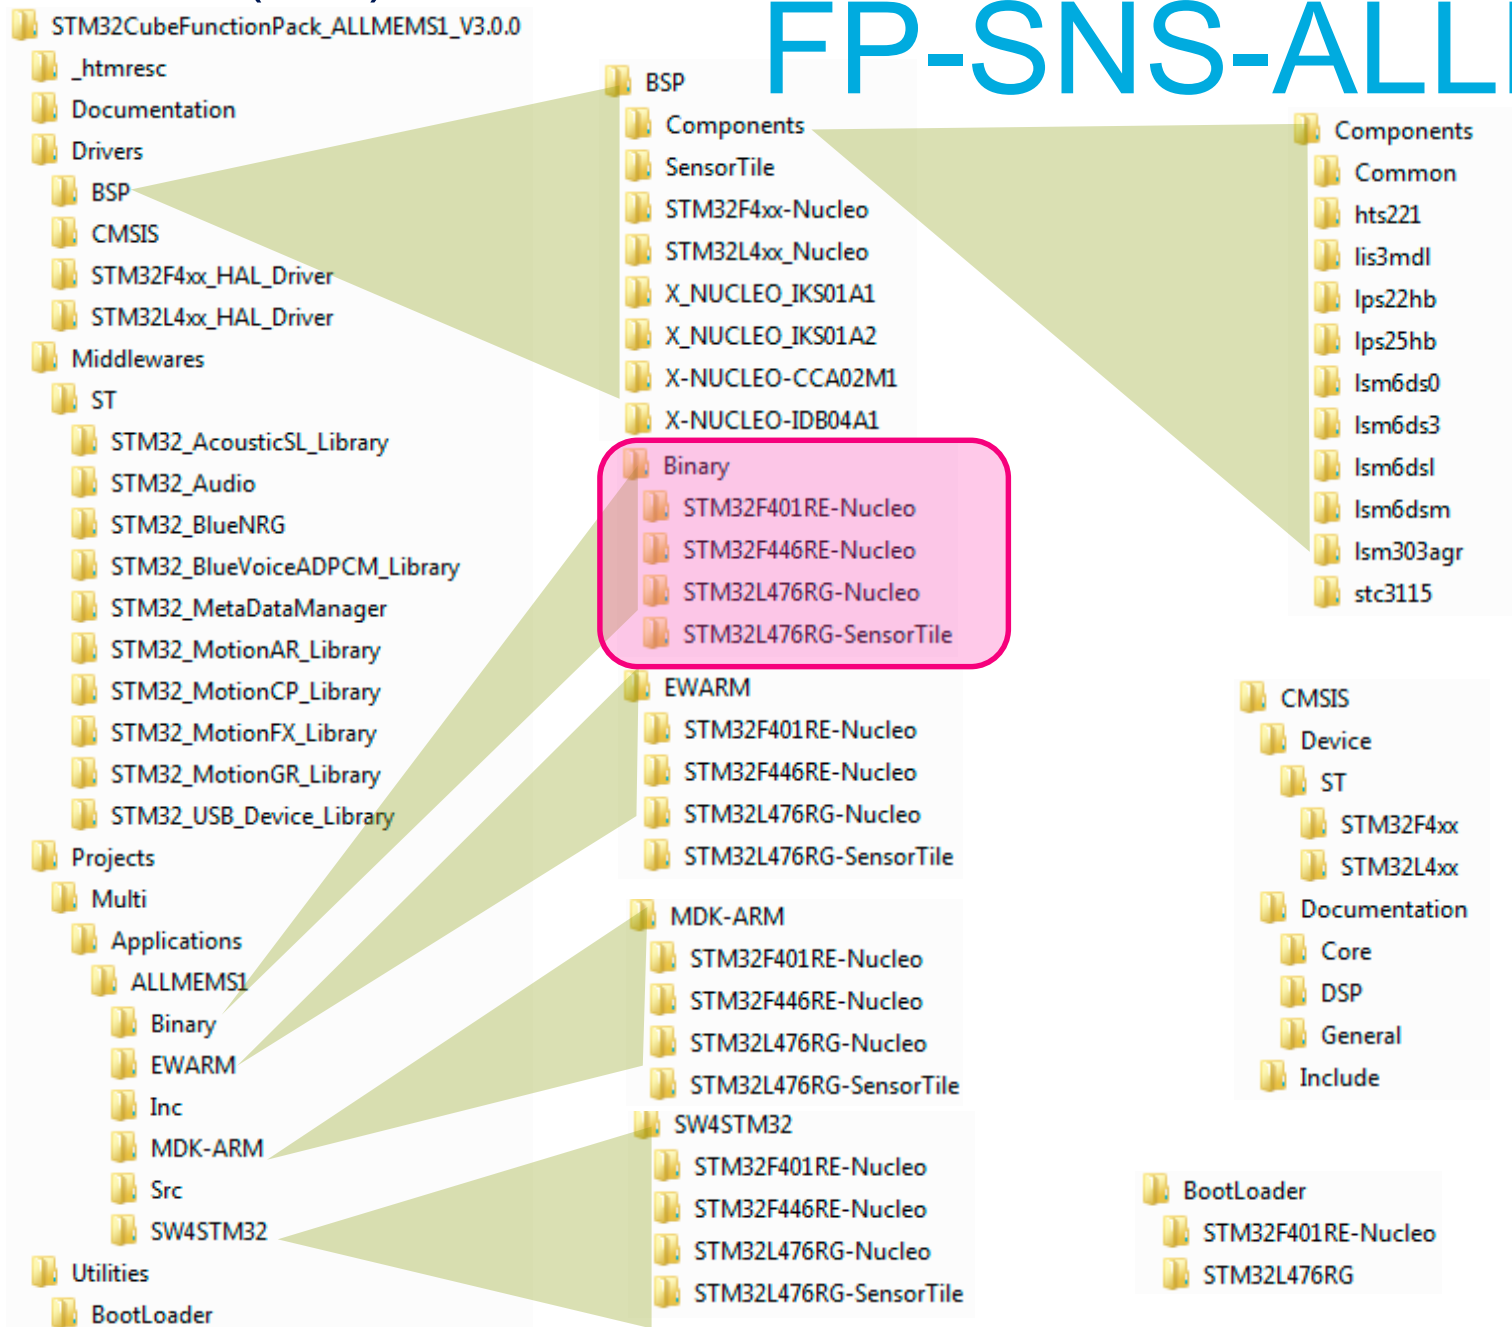 FP-SNS-ALL
STM32CubeFunctionPack_ALLMEMS1_V3.0.0
_htmresc
Documentation
Drivers
BSP
CMSIS
STM32F4xx_HAL_Driver
STM32L4xx_HAL_Driver
Middlewares
ST
STM32_AcousticSL_Library
STM32_Audio
STM32_BlueNRG
STM32_BlueVoiceADPCM_Library
STM32_MetaDataManager
STM32_MotionAR_Library
STM32_MotionCP_Library
STM32_MotionFX_Library
STM32_MotionGR_Library
STM32_USB_Device_Library
Projects
Multi
Applications
ALLMEMS1
Binary
EWARM
Inc
MDK-ARM
Src
SW4STM32
Utilities
BootLoader
BSP
Components
SensorTile
STM32F4xx-Nucleo
STM32L4xx_Nucleo
X_NUCLEO_IKS01A1
X_NUCLEO_IKS01A2
X-NUCLEO-CCA02M1
X-NUCLEO-IDB04A1
Binary
STM32F401RE-Nucleo
STM32F446RE-Nucleo
STM32L476RG-Nucleo
STM32L476RG-SensorTile
EWARM
STM32F401RE-Nucleo
STM32F446RE-Nucleo
STM32L476RG-Nucleo
STM32L476RG-SensorTile
MDK-ARM
STM32F401RE-Nucleo
STM32F446RE-Nucleo
STM32L476RG-Nucleo
STM32L476RG-SensorTile
SW4STM32
STM32F401RE-Nucleo
STM32F446RE-Nucleo
STM32L476RG-Nucleo
STM32L476RG-SensorTile
Components
Common
hts221
lis3mdl
lps22hb
lps25hb
lsm6ds0
lsm6ds3
lsm6dsl
lsm6dsm
lsm303agr
stc3115
CMSIS
Device
ST
STM32F4xx
STM32L4xx
Documentation
Core
DSP
General
Include
BootLoader
STM32F401RE-Nucleo
STM32L476RG